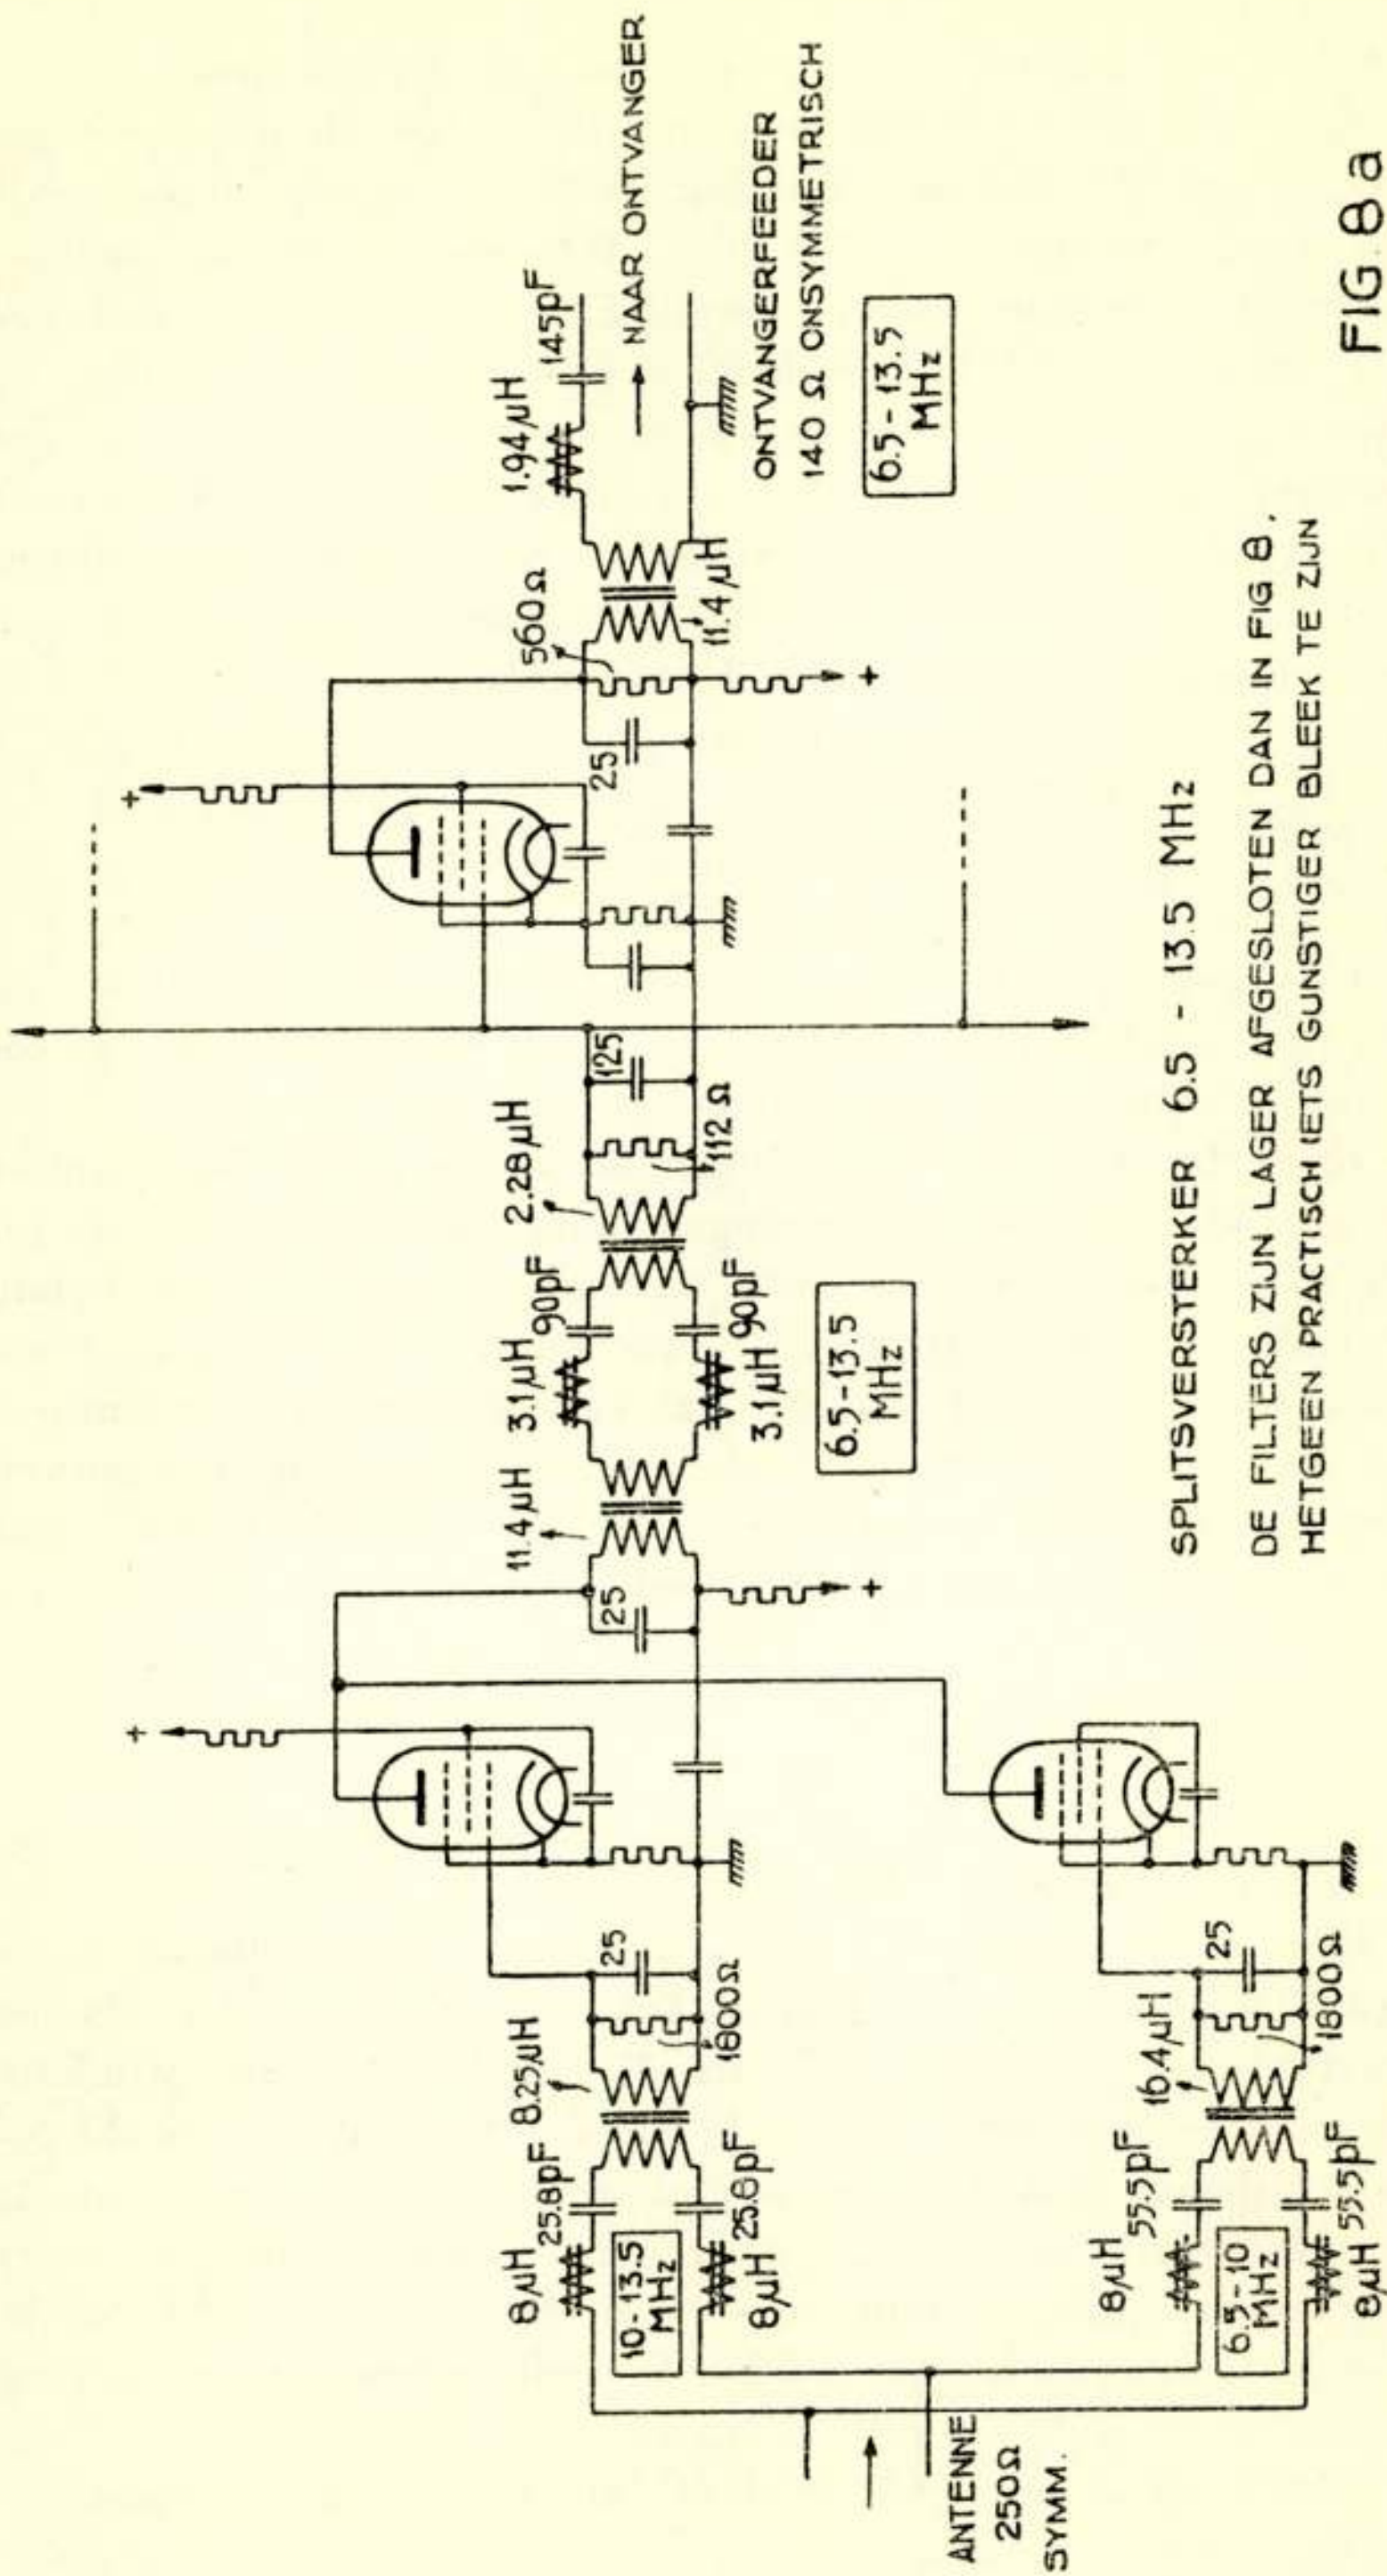 ANTENNE
250Ω
SYMM.
8µH
25.8pF
10-13.5
MHz
8µH
25.8pF
8.25µH
1800Ω
25
+
8µH
55.5pF
6.5-10
MHz
8µH
55.5pF
16.4µH
1800Ω
25
25
+
11.4µH
3.1µH
90pF
3.1µH
90pF
6.5-13.5
MHz
2.28µH
112Ω
125
+
25
560Ω
+
11.4µH
1.94µH
145pF
NAAR ONTVANGER
ONTVANGERFEEDER
140 Ω ONSYMMETRISCH
6.5-13.5
MHz
SPLITSVERSTERKER 6.5 - 13.5 MHz
DE FILTERS ZIJN LAGER AFGESLOTEN DAN IN FIG 8,
HETGEEN PRACTISCH IETS GUNSTIGER BLEEK TE ZIJN
FIG 8a